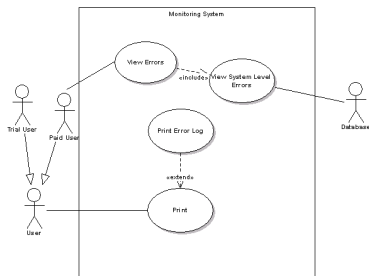 Monitoring System
View Errors
«include»
View System Level
Errors
Trial User
Paid User
Database
Print Error Log
«extend»
Print
User